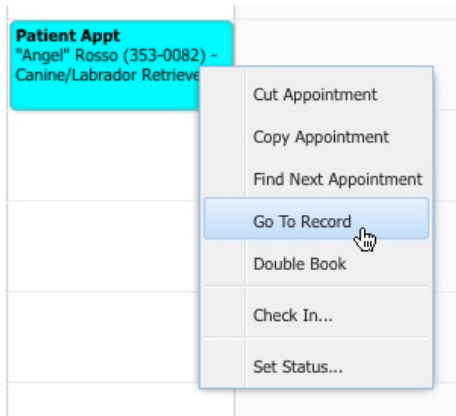 Patient Appt
"Angel" Rosso (353-0082) -
Canine/Labrador Retrieve
Cut Appointment
Copy Appointment
Find Next Appointment
Go To Record
Double Book
Check In...
Set Status...